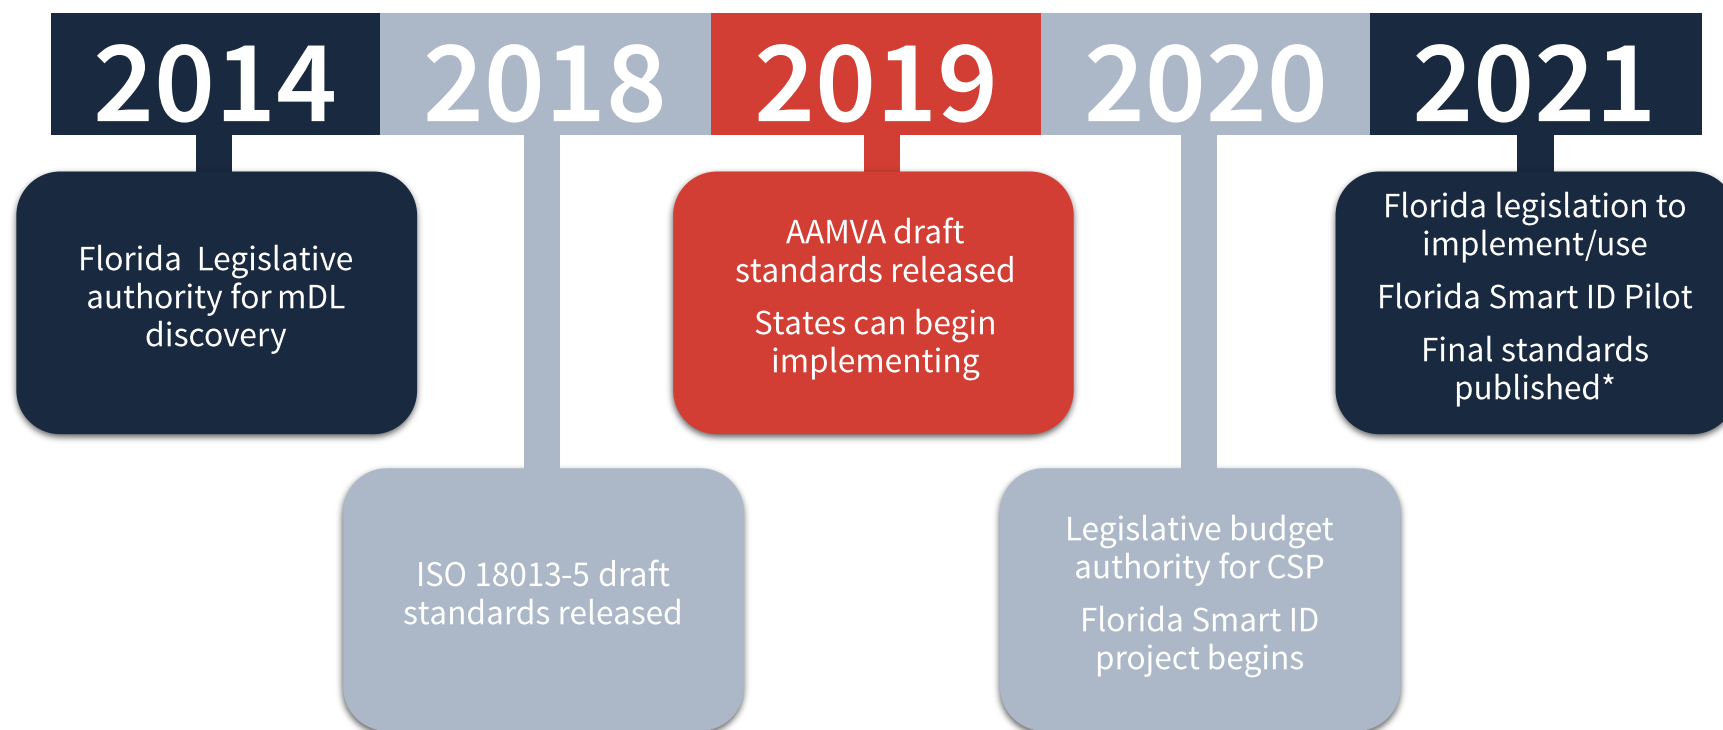 2014
2018
2019
2020
2021
Florida Legislative
authority for mDL
discovery
ISO 18013-5 draft
standards released
AAMVA draft
standards released
States can begin
implementing
Legislative budget
authority for CSP
Florida Smart ID
project begins
Florida legislation to
implement/use
Florida Smart ID Pilot
Final standards
published*